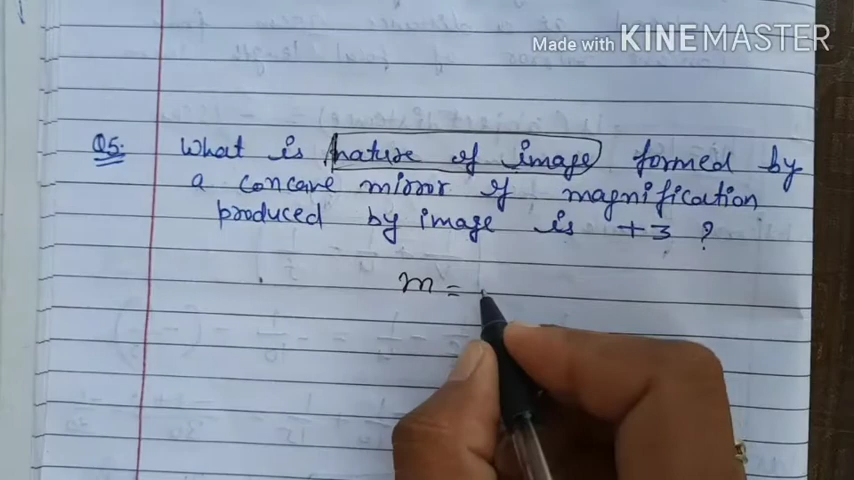 Made with KINEMASTER
Q5. What is nature of image formed by
a concave mirror of magnification
produced by image is +3 ?
m =